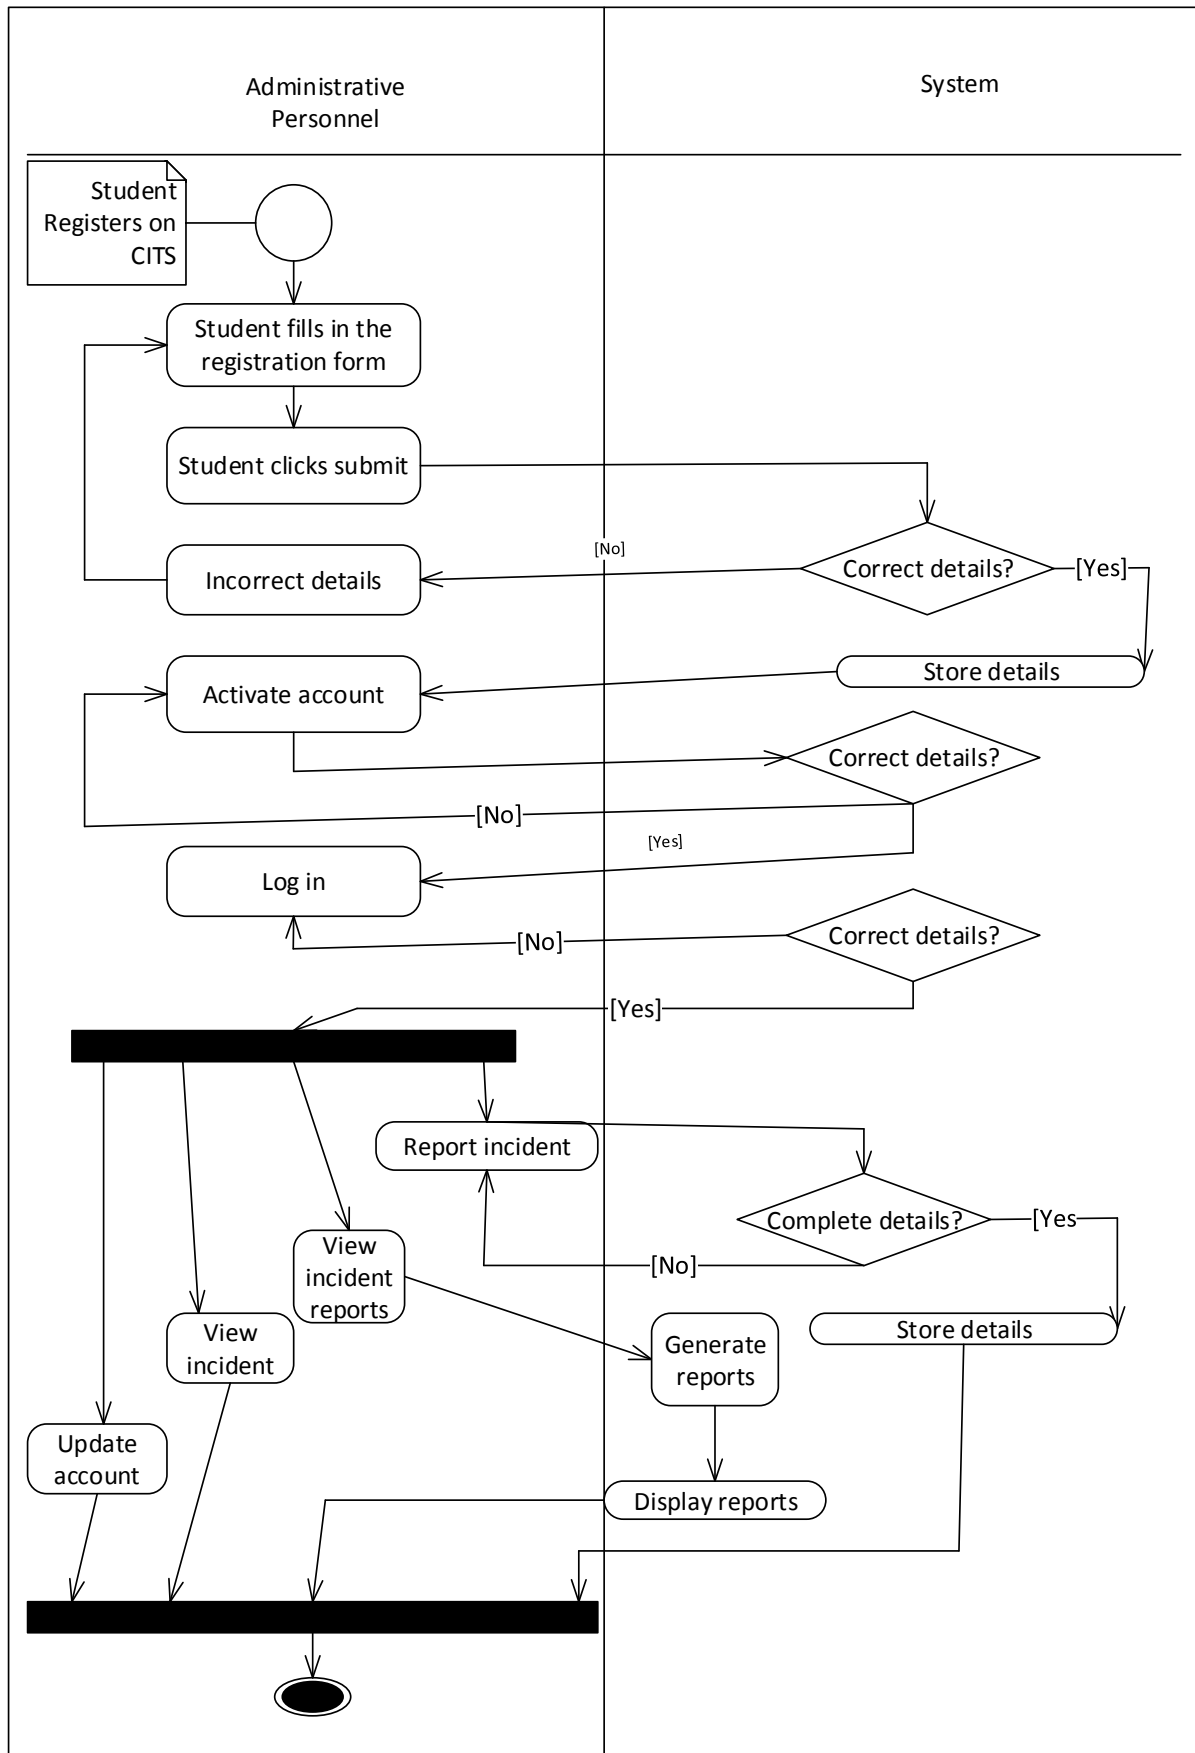 Administrative
Personnel
System
Student
Registers on
CITS
Student fills in the
registration form
Student clicks submit
[No]
Correct details?
[Yes]
Incorrect details
Store details
Activate account
Correct details?
[No]
[Yes]
Log in
Correct details?
[No]
[Yes]
Report incident
Complete details?
[Yes
[No]
View
incident
reports
Store details
View
incident
Generate
reports
Update
account
Display reports